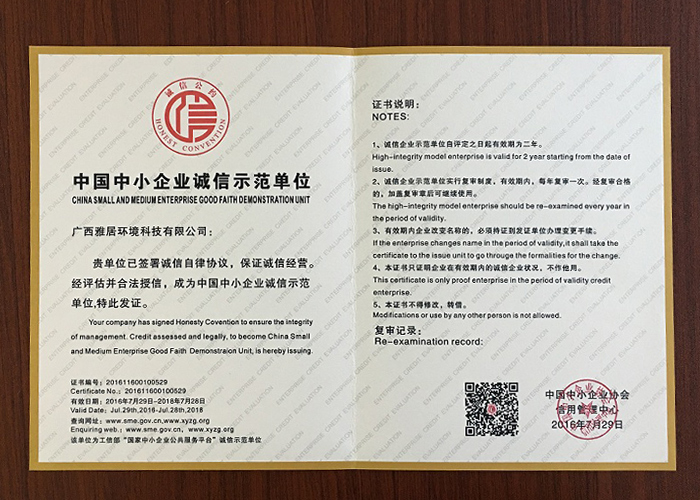 诚信公约
HONEST CONVENTION
中国中小企业诚信示范单位
CHINA SMALL AND MEDIUM ENTERPRISE GOOD FAITH DEMONSTRATION UNIT
广西雅居环境科技有限公司:
贵单位已签署诚信自律协议，保证诚信经营。
经评估并合法授信，成为中国中小企业诚信示范
单位,特此发证。
Your company has signed Honesty Covention to ensure the integrity
of management. Credit assessed and legally, to become China Small
and Medium Enterprise Good Faith Demonstraion Unit, is hereby issuing.
证书编号：201611600100529
Certificate No.: 201611600100529
有效日期：2016年7月29日-2018年7月28日
Valid Date: Jul.29th,2016-Jul.28th,2018
查询网址：www.sme.gov.cn,www.xyzg.org
Enquiring web.: www.sme.gov.cn, www.xyzg.org
该单位为工信部“国家中小企业公共服务平台”诚信示范单位
证书说明：
NOTES:
1、诚信企业示范单位自评定之日起有效期为二年。
High-integrity model enterprise is valid for 2 year starting from the date of
issue.
2、诚信企业示范单位实行复审制度，有效期内，每年复审一次。经复审合格
的，加盖复审章后可继续使用。
The high-integrity model enterprise should be re-examined every year in
the period of validity.
3、有效期内企业改变名称的，必须持证到发证单位办理变更手续。
If the enterprise changes name in the period of validity,it shall take the
certificate to the issue unit to go througe the formalities for the change.
4、本证书只证明企业在有效期内的诚信企业状况，不作他用。
This certificate is only proof enterprise in the period of validity credit
enterprise.
5、本证书不得修改，转借。
Modifications or use by any other person is not allowed.
复审记录：
Re-examination record:
中国中小企业协会
信用管理中心
2016年7月29日